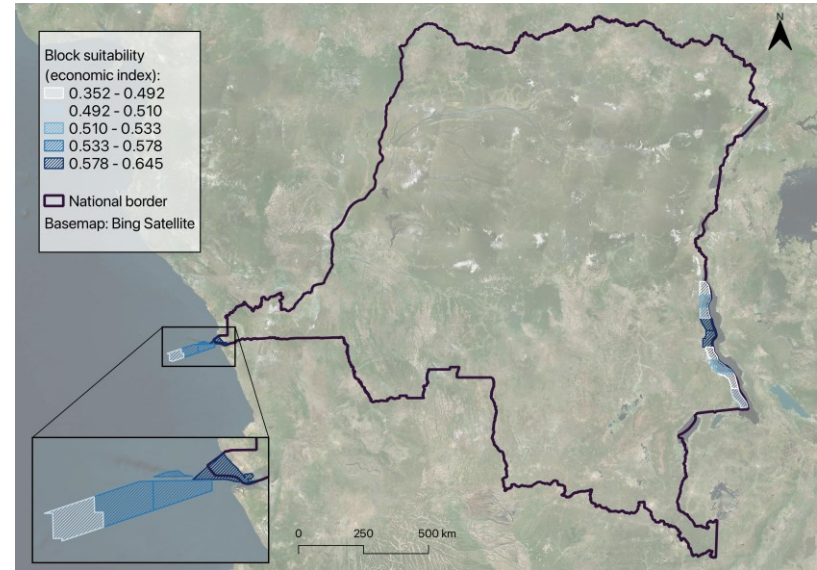 N
Block suitability
(economic index):
0.352 - 0.492
0.492 - 0.510
0.510 - 0.533
0.533 - 0.578
0.578 - 0.645
National border
Basemap: Bing Satellite
0 250 500 km